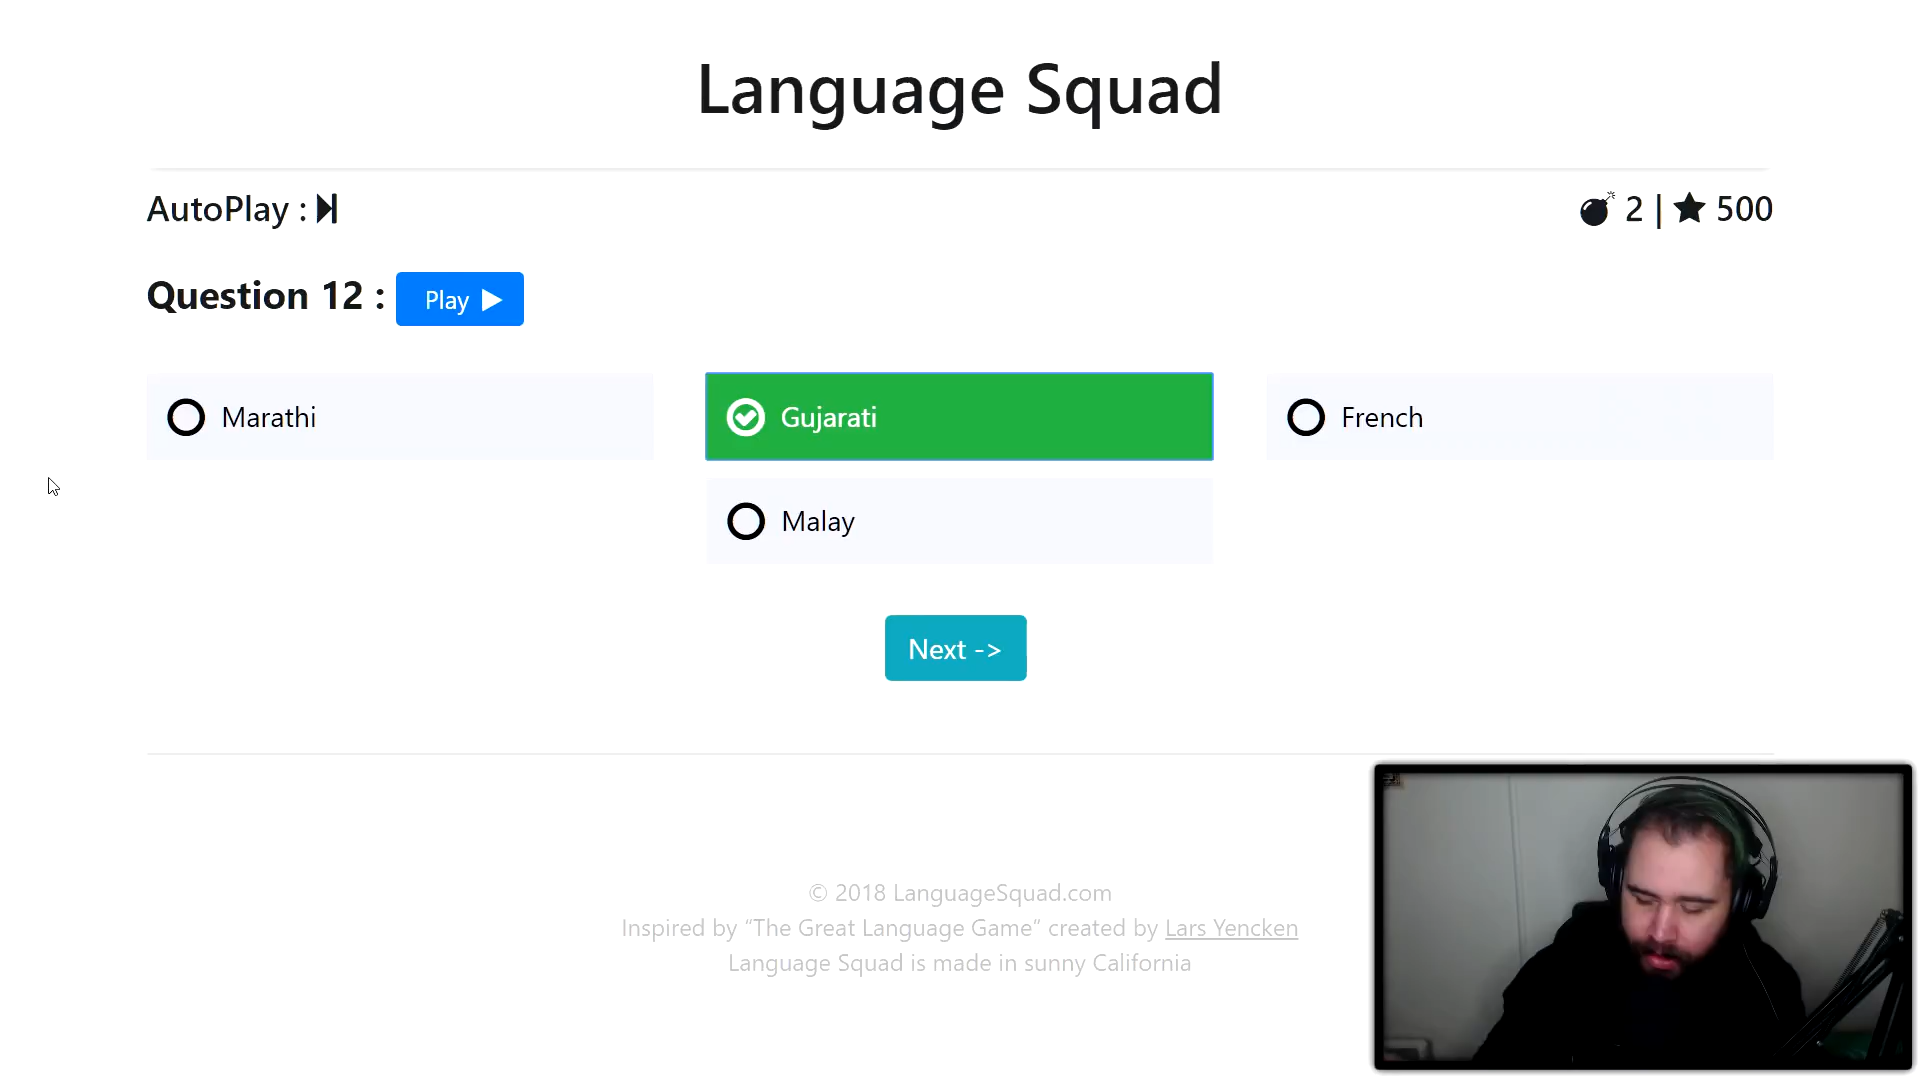 Language Squad
AutoPlay :
2 | 500
Question 12 : Play
Marathi
Gujarati
French
Malay
Next ->
© 2018 LanguageSquad.com
Inspired by “The Great Language Game” created by Lars Yencken
Language Squad is made in sunny California